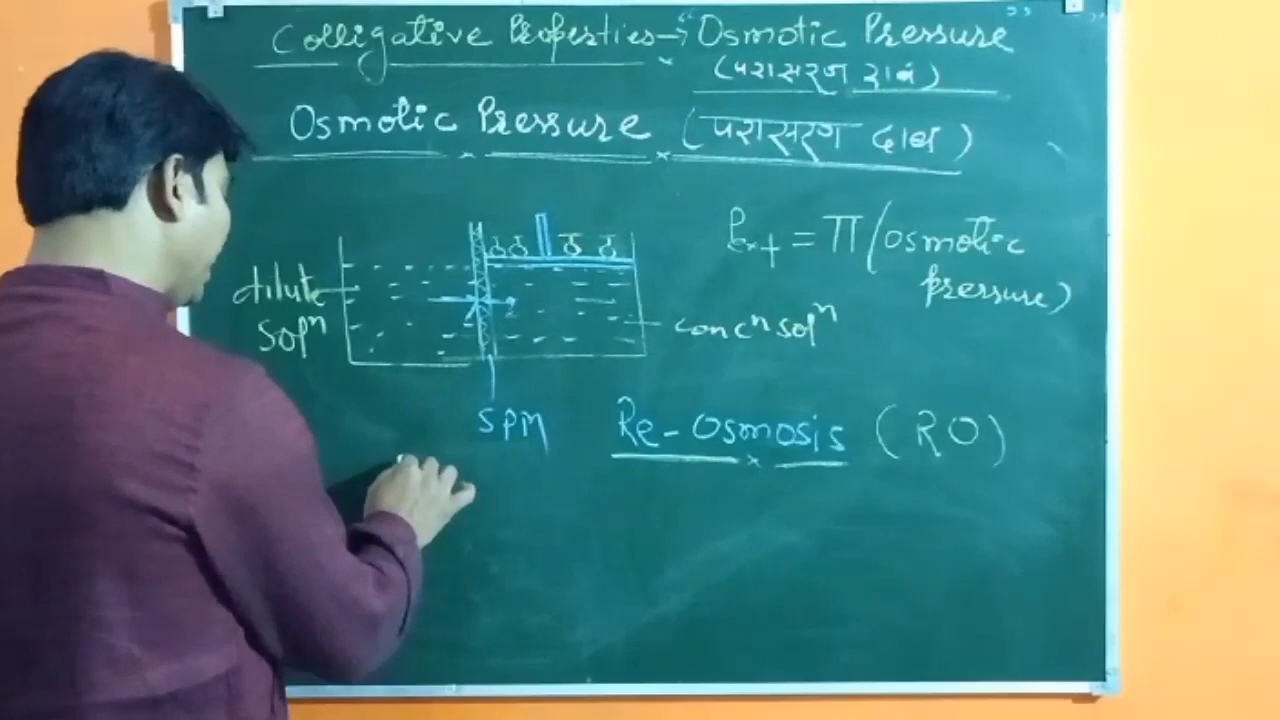 Colligative Properties → "Osmotic Pressure"
(परासरण दाब)
Osmotic Pressure (परासरण दाब)
Pext = π (osmotic
pressure)
dilute
Solⁿ
concⁿ solⁿ
SPM
Re-Osmosis (RO)